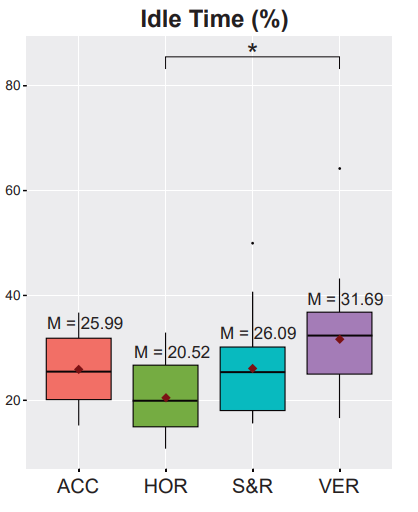 Idle Time (%)
*
80
60
40
20
M = 25.99
M = 20.52
M = 26.09
M = 31.69
ACC HOR S&R VER